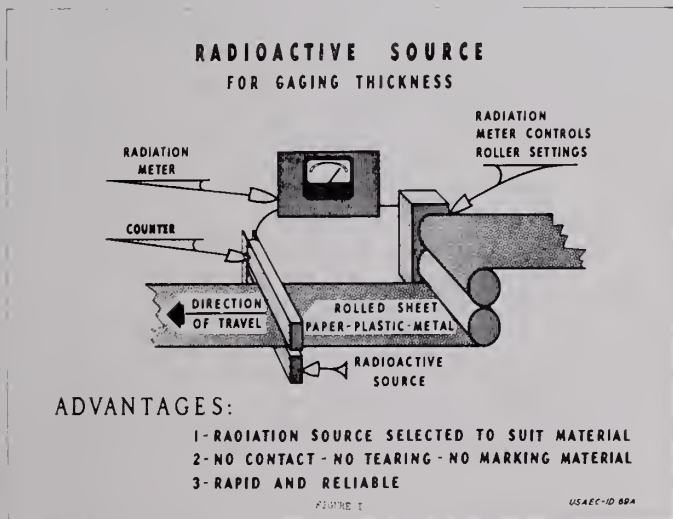 RADIOACTIVE SOURCE
FOR GAGING THICKNESS
RADIATION
METER CONTROLS
ROLLER SETTINGS
RADIATION
METER
COUNTER
DIRECTION
OF TRAVEL
ROLLED SHEET
PAPER-PLASTIC-METAL
RADIOACTIVE
SOURCE
ADVANTAGES:
1-RADIATION SOURCE SELECTED TO SUIT MATERIAL
2-NO CONTACT-NO TEARING-NO MARKING MATERIAL
3-RAPID AND RELIABLE
FIGURE I
USAEC-ID 69A